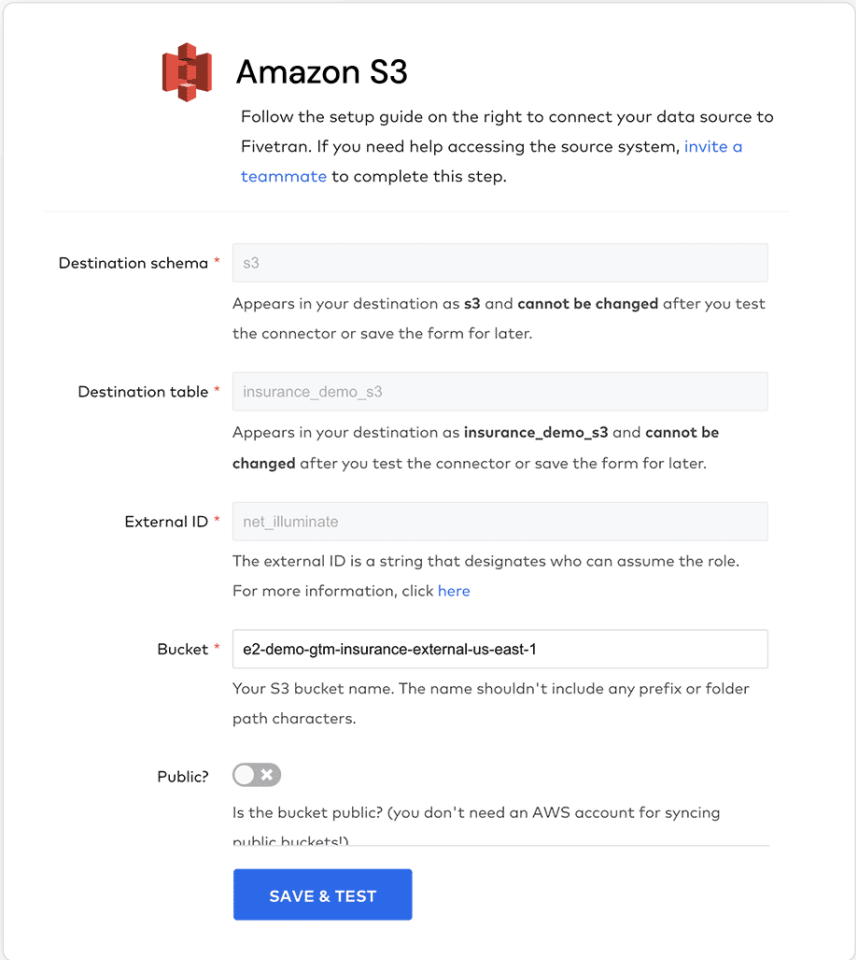 Amazon S3
Follow the setup guide on the right to connect your data source to
Fivetran. If you need help accessing the source system, invite a
teammate to complete this step.
Destination schema *
s3
Appears in your destination as s3 and cannot be changed after you test
the connector or save the form for later.
Destination table *
insurance_demo_s3
Appears in your destination as insurance_demo_s3 and cannot be
changed after you test the connector or save the form for later.
External ID *
net_illuminate
The external ID is a string that designates who can assume the role.
For more information, click here
Bucket *
e2-demo-gtm-insurance-external-us-east-1
Your S3 bucket name. The name shouldn't include any prefix or folder
path characters.
Public?
Is the bucket public? (you don't need an AWS account for syncing
public buckets!)
SAVE & TEST